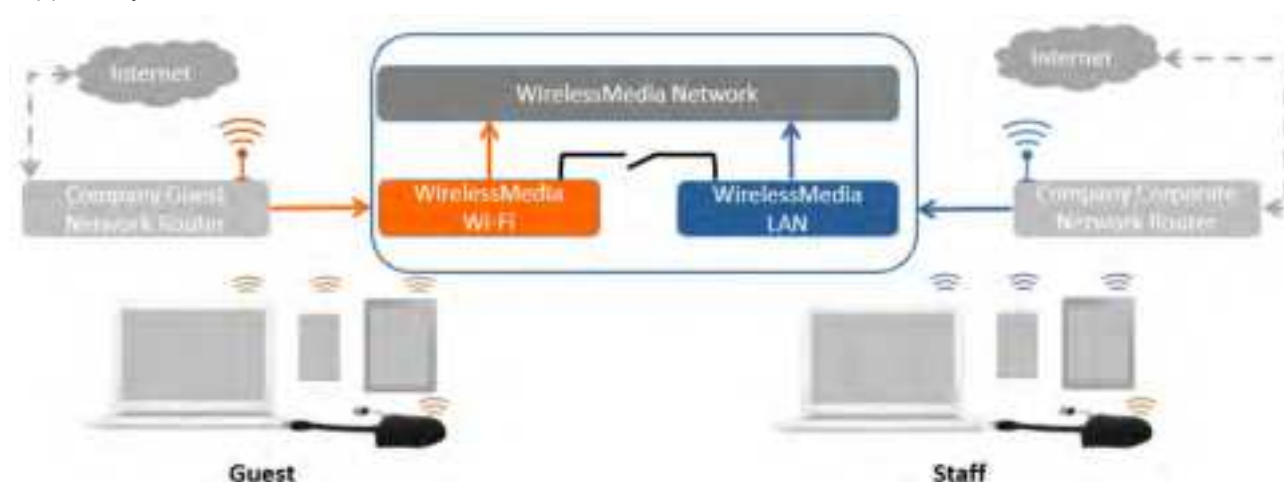 Internet
Internet
WirelessMedia Network
Company Guest
Network Router
WirelessMedia
Wi-Fi
WirelessMedia
LAN
Company Corporate
Network Router
Guest
Staff